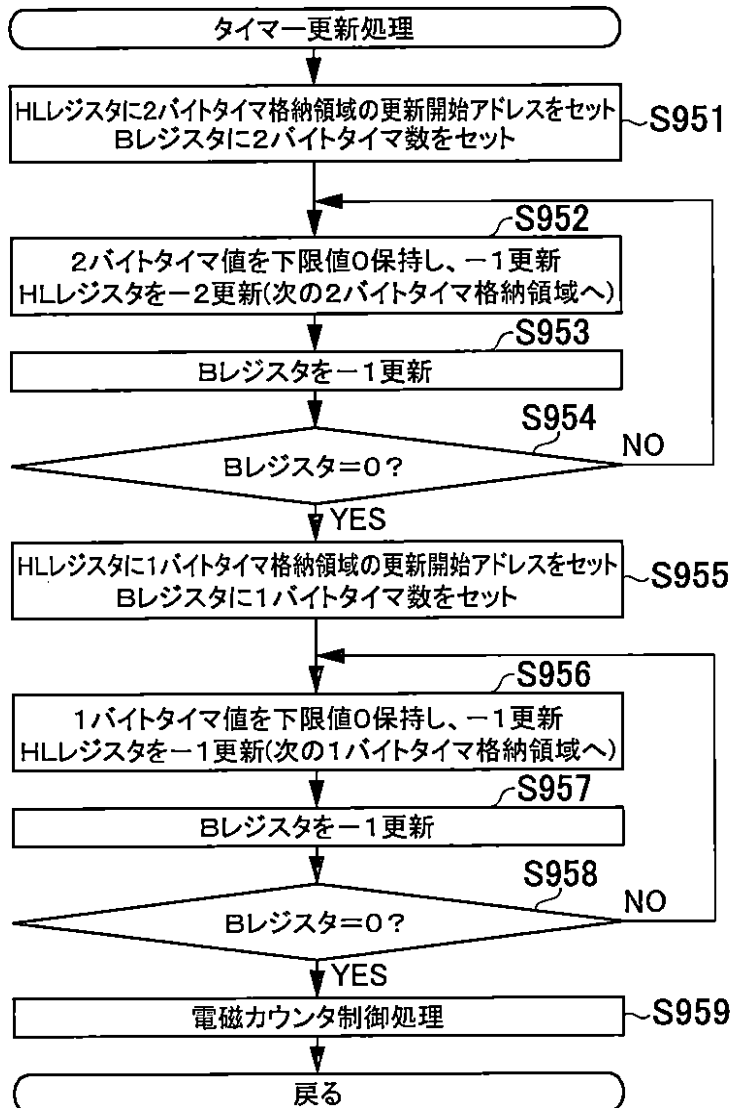 タイマー更新処理
HLレジスタに2バイトタイマ格納領域の更新開始アドレスをセット
Bレジスタに2バイトタイマ数をセット
S951
S952
2バイトタイマ値を下限値0保持し、－1更新
HLレジスタを－2更新(次の2バイトタイマ格納領域へ)
S953
Bレジスタを－1更新
S954
Bレジスタ＝0？
NO
YES
HLレジスタに1バイトタイマ格納領域の更新開始アドレスをセット
Bレジスタに1バイトタイマ数をセット
S955
S956
1バイトタイマ値を下限値0保持し、－1更新
HLレジスタを－1更新(次の1バイトタイマ格納領域へ)
S957
Bレジスタを－1更新
S958
Bレジスタ＝0？
NO
YES
電磁カウンタ制御処理
S959
戻る